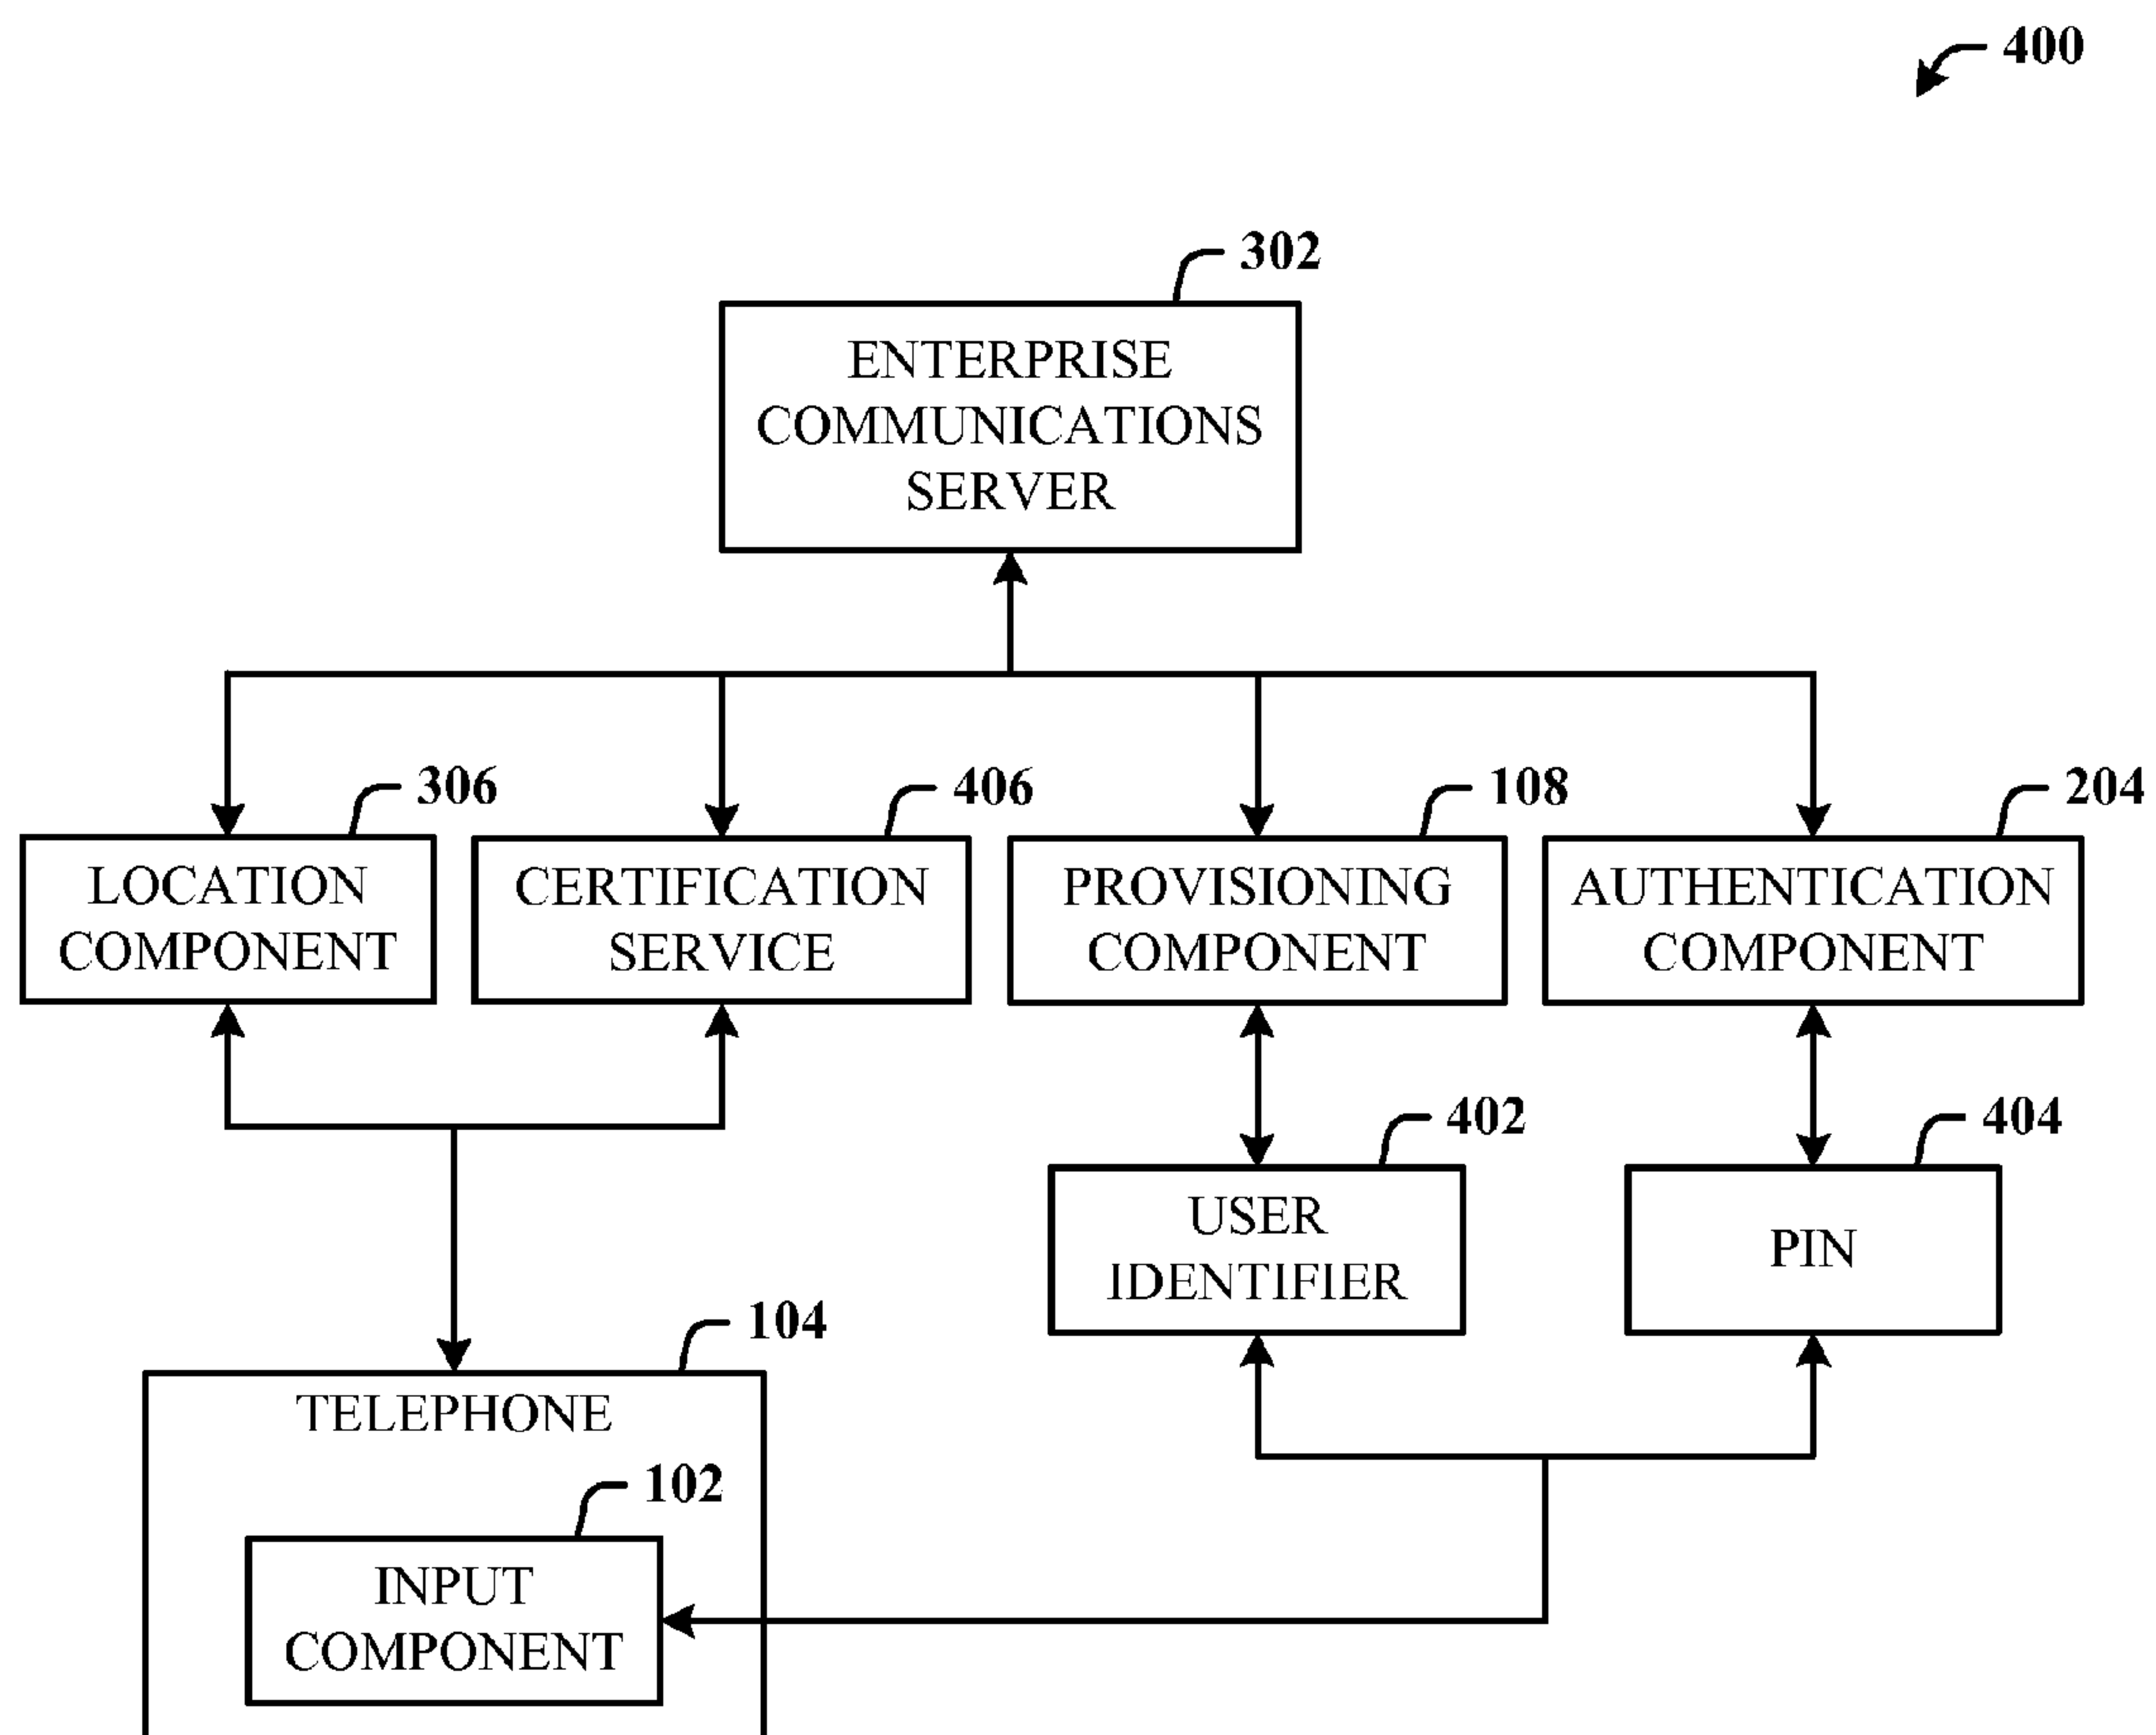 400
302
ENTERPRISE
COMMUNICATIONS
SERVER
306
406
108
204
LOCATION
COMPONENT
CERTIFICATION
SERVICE
PROVISIONING
COMPONENT
AUTHENTICATION
COMPONENT
402
404
USER
IDENTIFIER
PIN
104
TELEPHONE
102
INPUT
COMPONENT